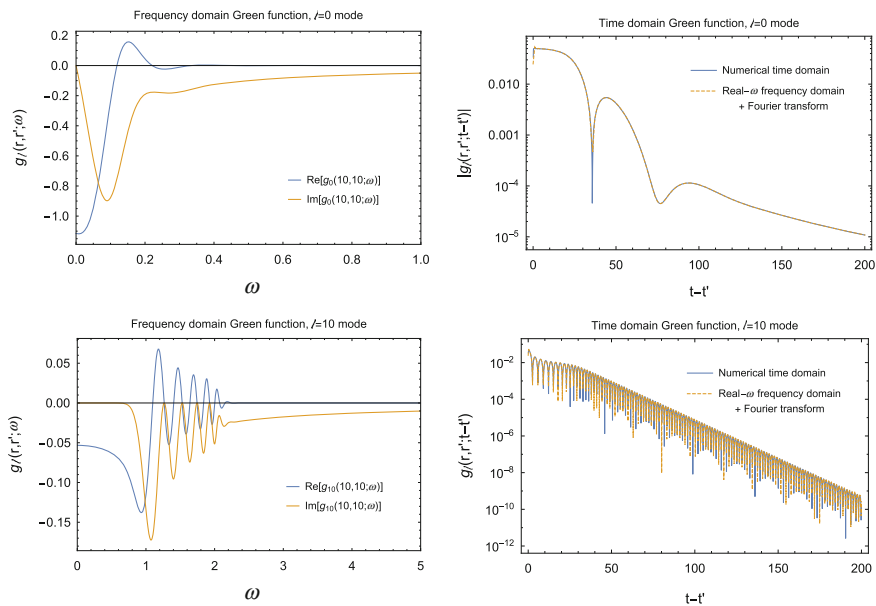 Frequency domain Green function, l=0 mode
0.2
0.0
−0.2
−0.4
−0.6
−0.8
−1.0
gₗ(r,r';ω)
Re[g₀(10,10;ω)]
Im[g₀(10,10;ω)]
0.0 0.2 0.4 0.6 0.8 1.0
ω
Time domain Green function, l=0 mode
0.010
0.001
10⁻⁴
10⁻⁵
|gₗ(r,r';t−t')|
Numerical time domain
Real−ω frequency domain
+ Fourier transform
0 50 100 150 200
t−t'
Frequency domain Green function, l=10 mode
0.05
0.00
−0.05
−0.10
−0.15
gₗ(r,r';ω)
Re[g₁₀(10,10;ω)]
Im[g₁₀(10,10;ω)]
0 1 2 3 4 5
ω
Time domain Green function, l=10 mode
10⁻²
10⁻⁴
10⁻⁶
10⁻⁸
10⁻¹⁰
10⁻¹²
gₗ(r,r';t−t')
Numerical time domain
Real−ω frequency domain
+ Fourier transform
0 50 100 150 200
t−t'